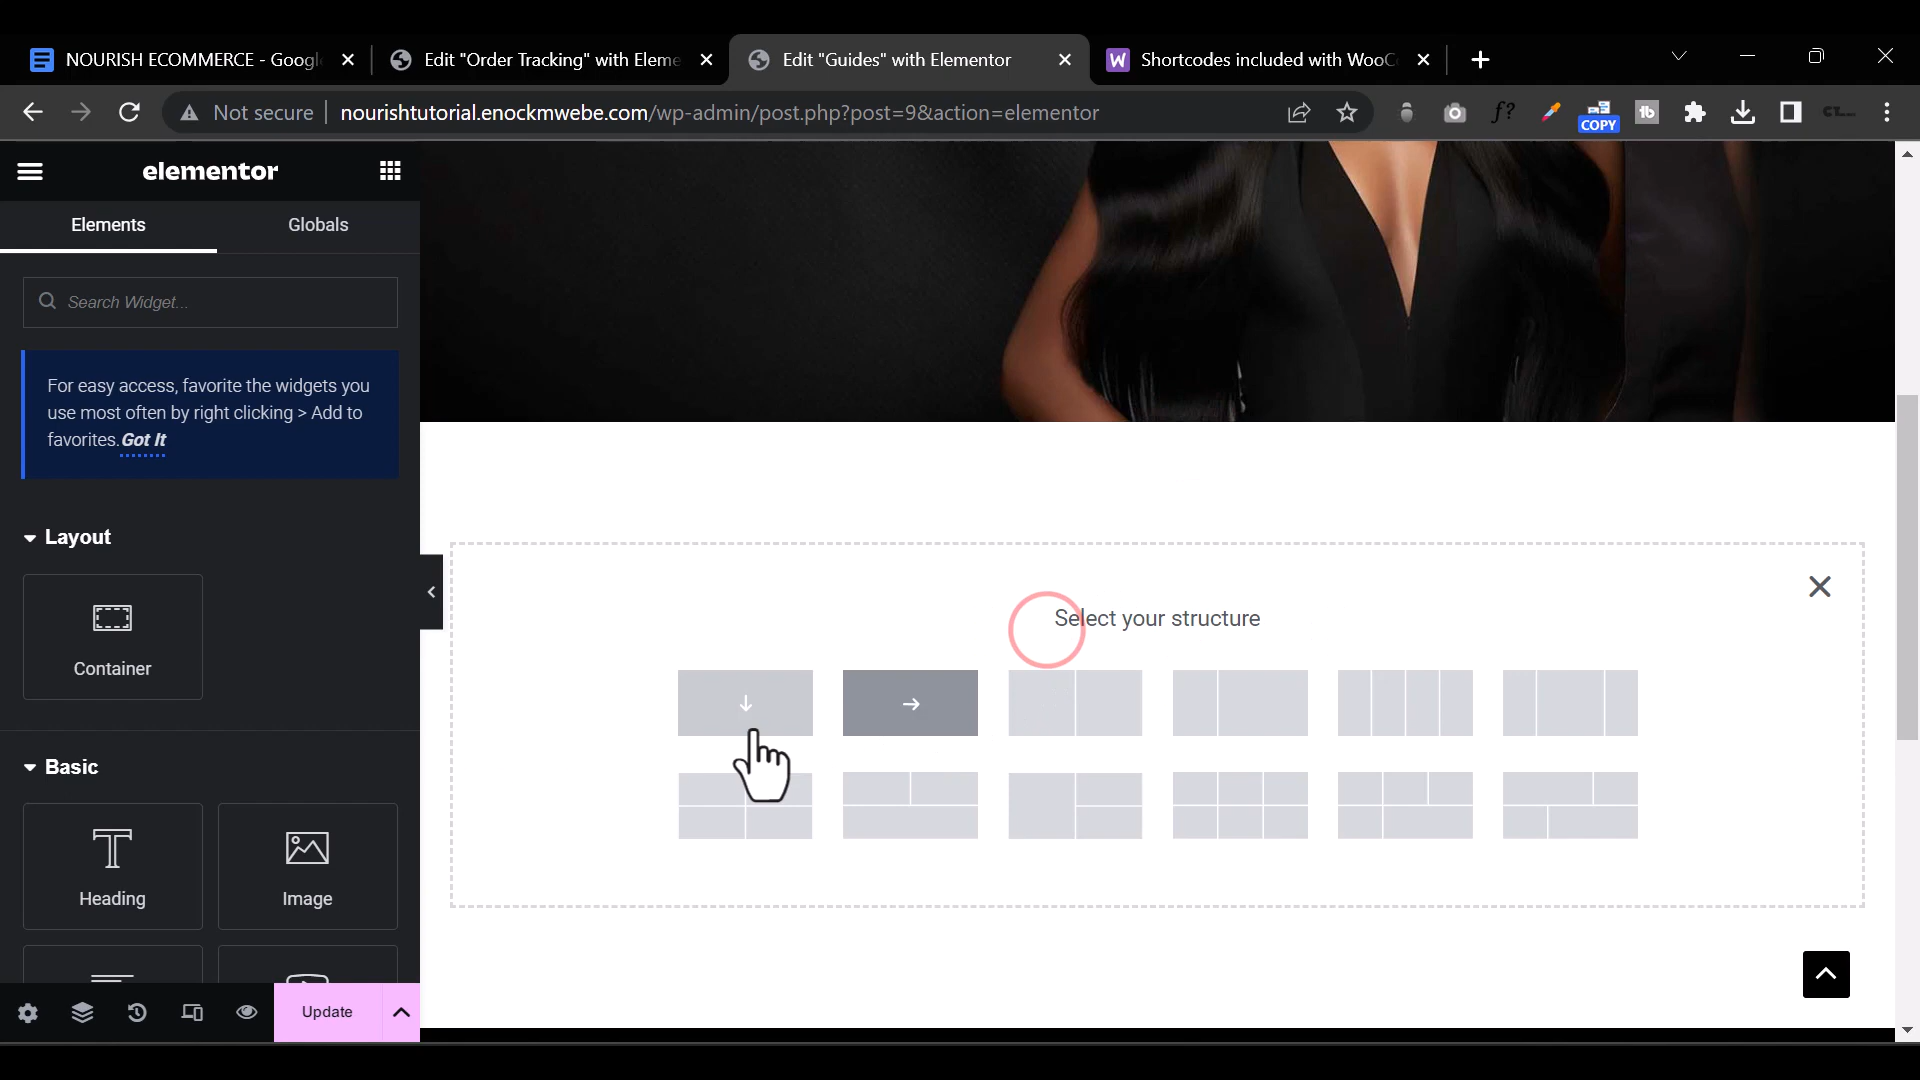 NOURISH ECOMMERCE - Googl
Edit "Order Tracking" with Eleme
Edit "Guides" with Elementor
Shortcodes included with WooC
Not secure
nourishtutorial.enockmwebe.com/wp-admin/post.php?post=9&action=elementor
f?
COPY
tb
elementor
Elements
Globals
Search Widget...
For easy access, favorite the widgets you
use most often by right clicking > Add to
favorites. Got It
Layout
Container
Basic
Heading
Image
Update
Select your structure